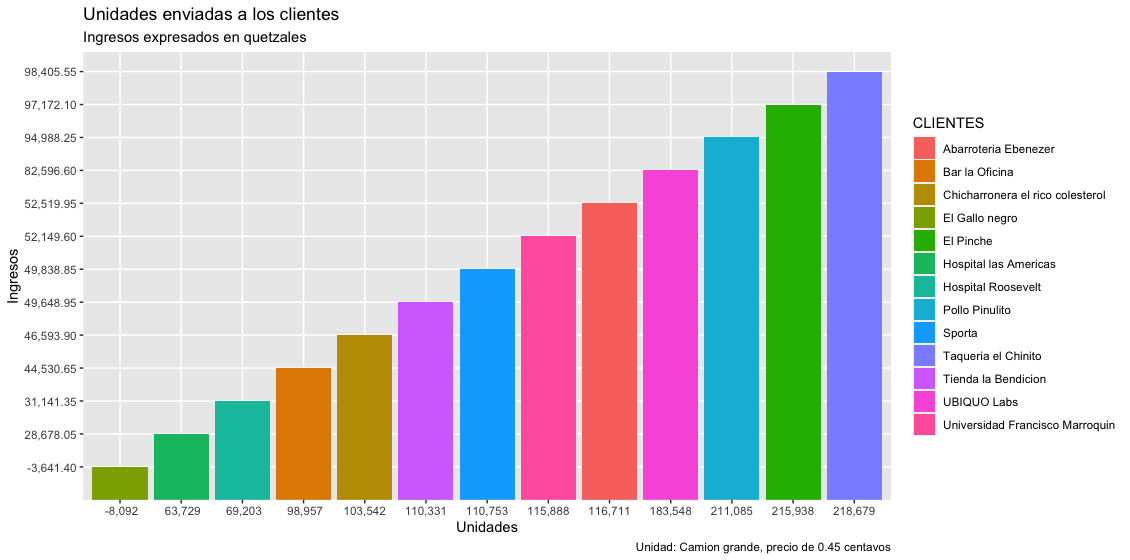 Unidades enviadas a los clientes
Ingresos expresados en quetzales
Ingresos
98,405.55
97,172.10
94,988.25
82,596.60
52,519.95
52,149.60
49,838.85
49,648.95
46,593.90
44,530.65
31,141.35
28,678.05
-3,641.40
-8,092 63,729 69,203 98,957 103,542 110,331 110,753 115,888 116,711 183,548 211,085 215,938 218,679
Unidades
Unidad: Camion grande, precio de 0.45 centavos
CLIENTES
Abarroteria Ebenezer
Bar la Oficina
Chicharronera el rico colesterol
El Gallo negro
El Pinche
Hospital las Americas
Hospital Roosevelt
Pollo Pinulito
Sporta
Taqueria el Chinito
Tienda la Bendicion
UBIQUO Labs
Universidad Francisco Marroquin